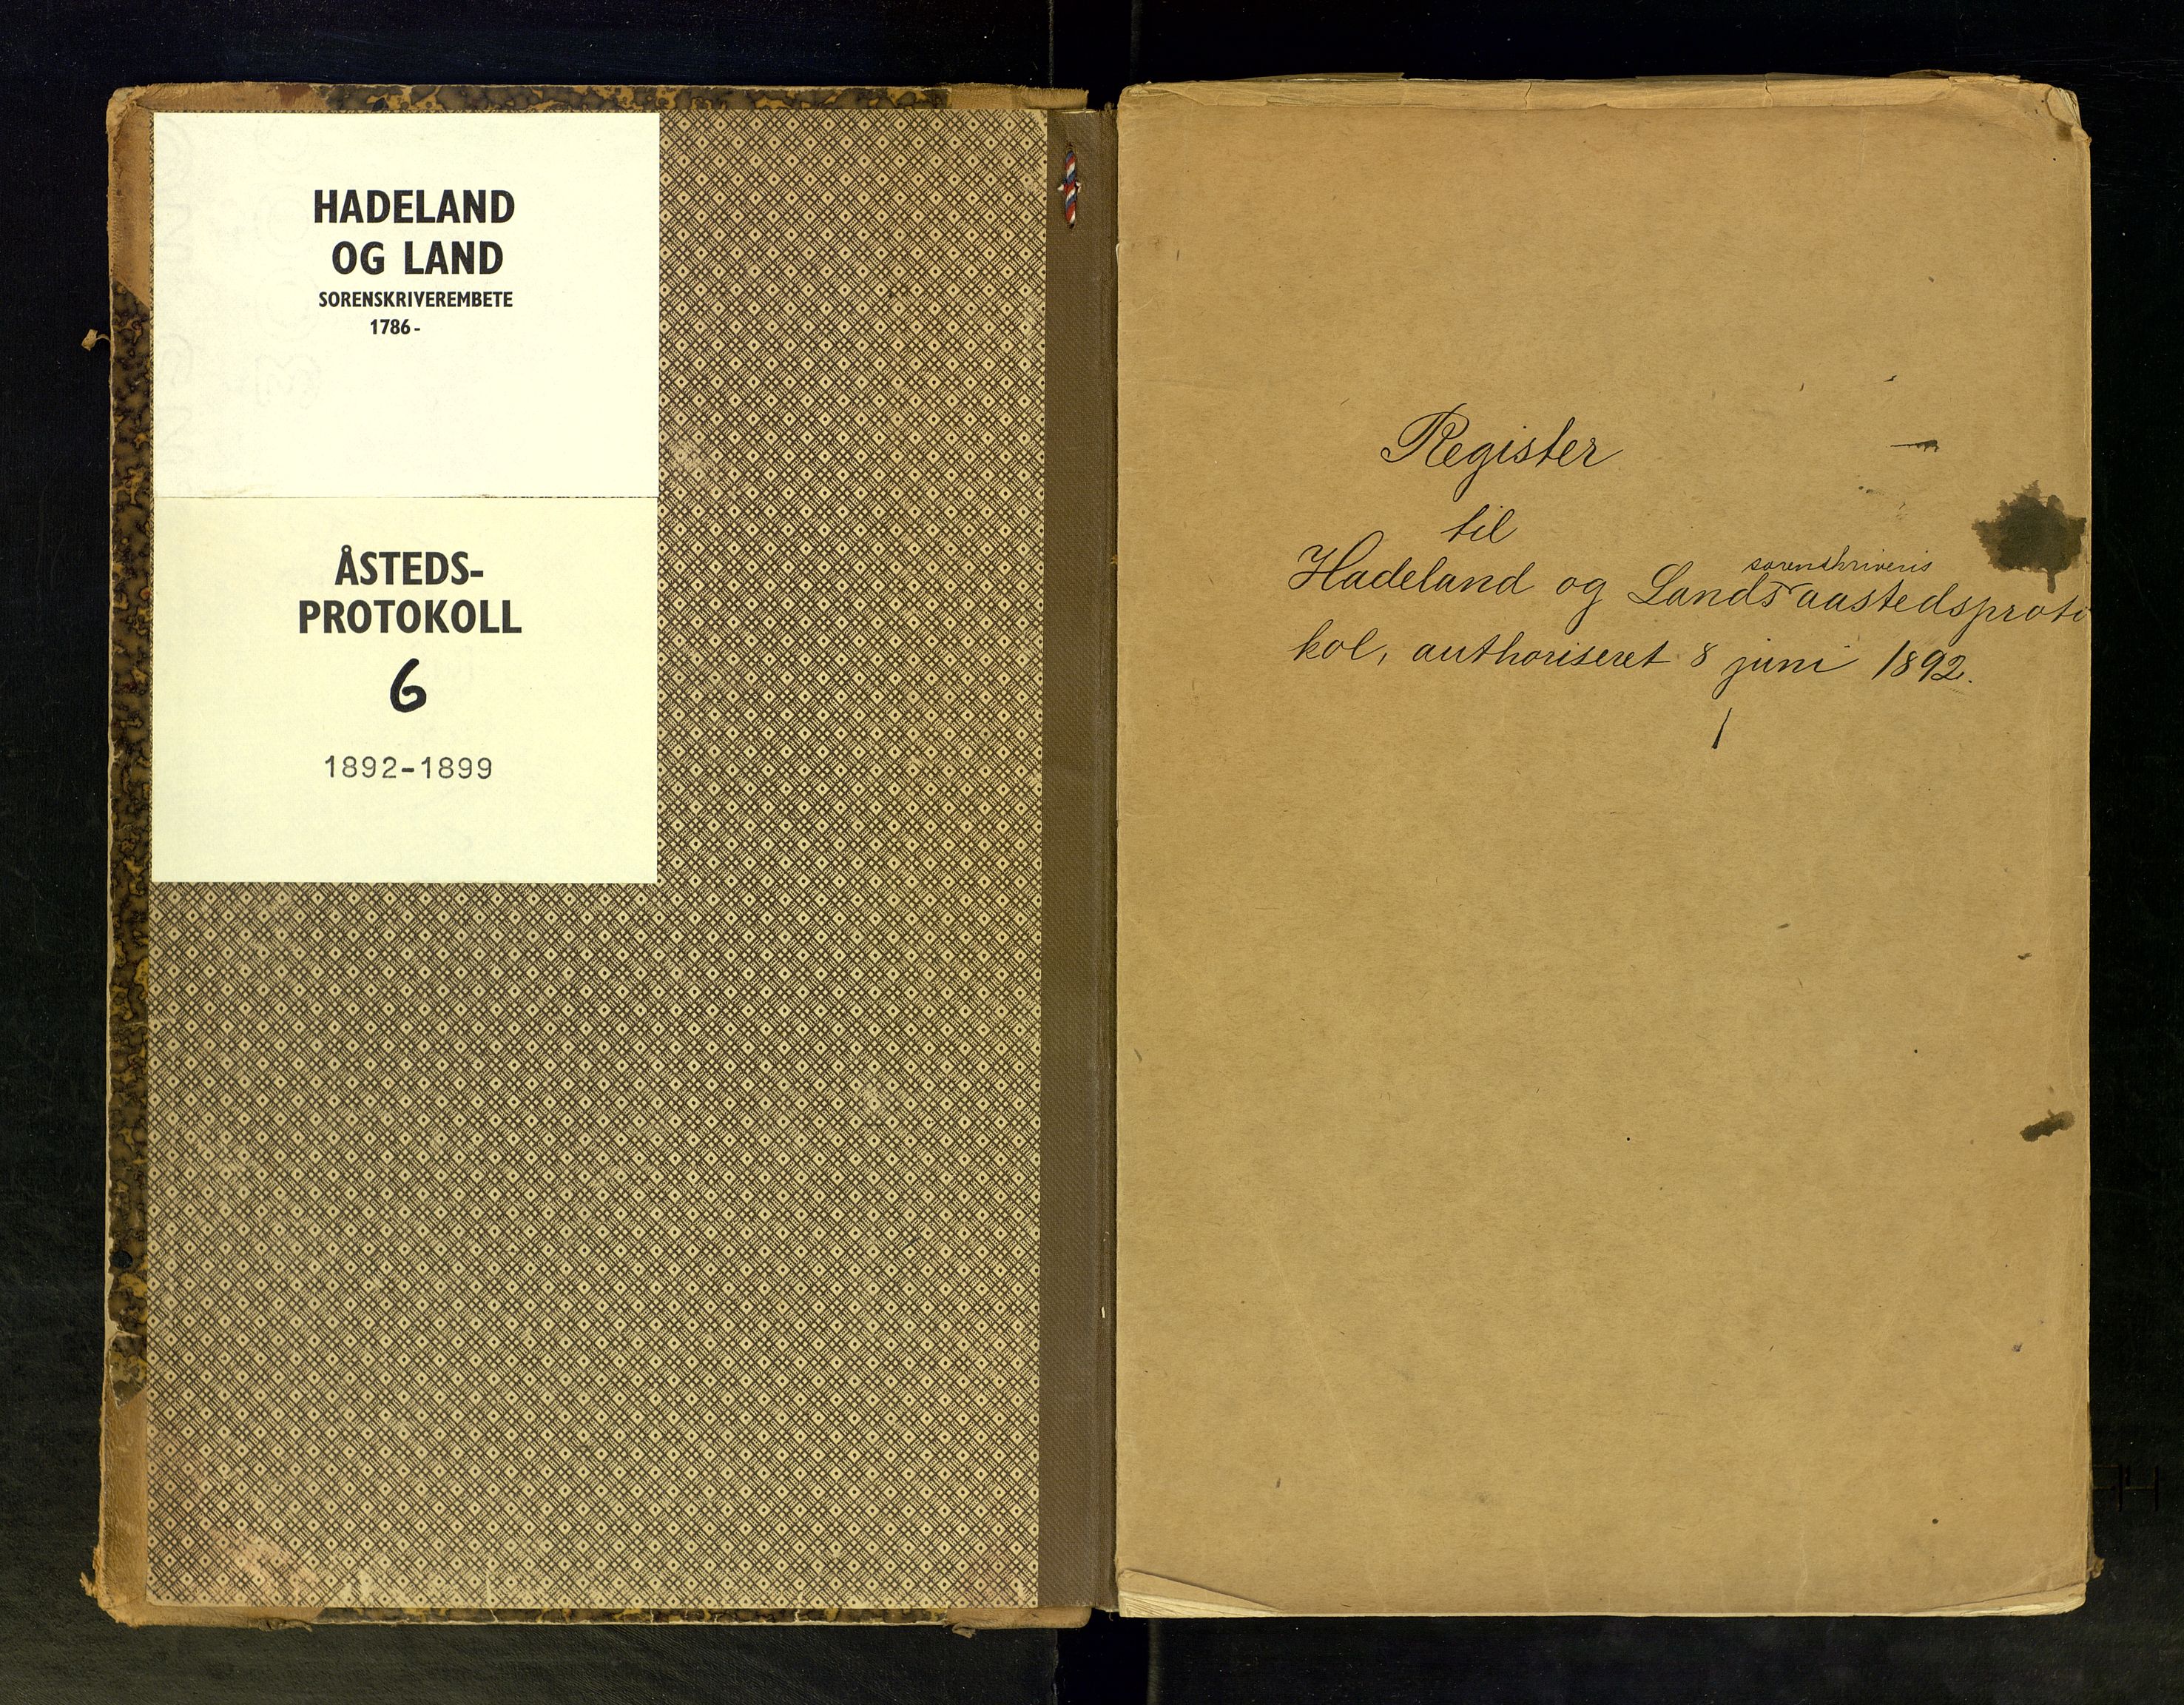 HADELAND
OG LAND
SORENSKRIVEREMBETE
1786-
ÅSTEDS-
PROTOKOLL
6
1892-1899
Register
til
sorenskriveris
Hadeland og Lands aastedsproto
kol, authoriseret 8 juni 1892.